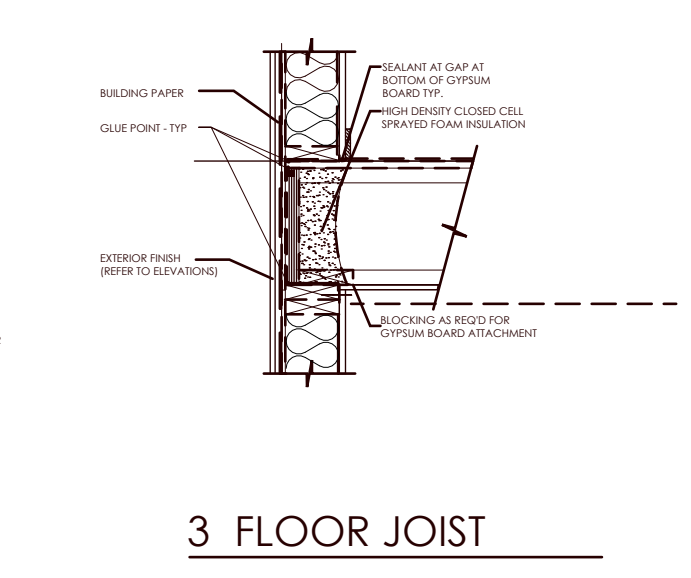 SEALANT AT GAP AT
BOTTOM OF GYPSUM
BOARD TYP.
BUILDING PAPER
HIGH DENSITY CLOSED CELL
SPRAYED FOAM INSULATION
GLUE POINT - TYP
EXTERIOR FINISH
(REFER TO ELEVATIONS)
BLOCKING AS REQ'D FOR
GYPSUM BOARD ATTACHMENT
3 FLOOR JOIST